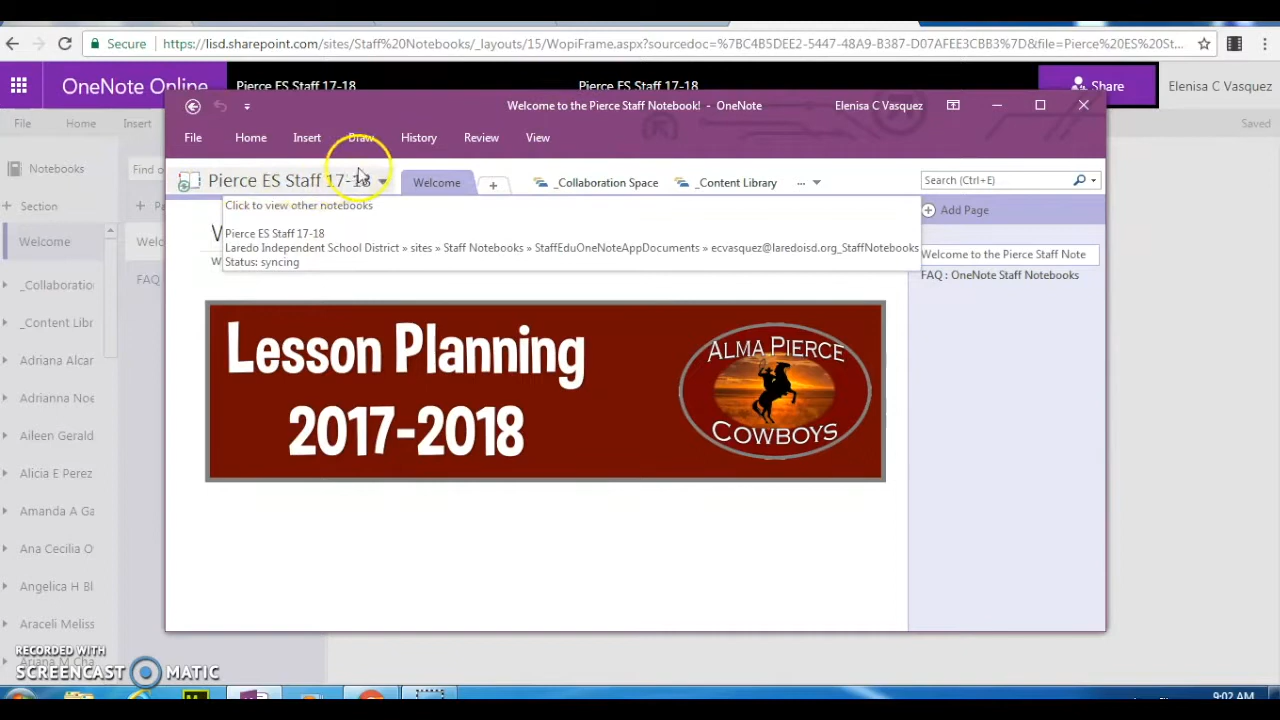 Secure
https://lisd.sharepoint.com/sites/Staff%20Notebooks/_layouts/15/WopiFrame.aspx?sourcedoc=%7BC4B5DEE2-5447-48A9-B387-D07AFEE3CBB3%7D&file=Pierce%20ES%20St...
OneNote Online
Pierce ES Staff 17-18
Pierce ES Staff 17-18
Share
Elenisa C Vasquez
File
Home
Insert
Saved
Welcome to the Pierce Staff Notebook! - OneNote
Elenisa C Vasquez
File
Home
Insert
Draw
History
Review
View
Notebooks
Find o
Section
Welcome
_Collaboration
_Content Libr
Adriana Alcar
Adrianna Noe
Aileen Gerald
Alicia E Perez
Amanda A Ga
Ana Cecilia O
Angelica H Bl
Araceli Meliss
Ariana M Cha
Pa
Welc
FAQ
Pierce ES Staff 17-18
Welcome
_Collaboration Space
_Content Library
...
Search (Ctrl+E)
Click to view other notebooks
Pierce ES Staff 17-18
Laredo Independent School District » sites » Staff Notebooks » StaffEduOneNoteAppDocuments » ecvasquez@laredoisd.org_StaffNotebooks
Status: syncing
Add Page
Welcome to the Pierce Staff Note
FAQ : OneNote Staff Notebooks
Lesson Planning
2017-2018
ALMA PIERCE
COWBOYS
RECORDED WITH
SCREENCAST MATIC
9:02 AM